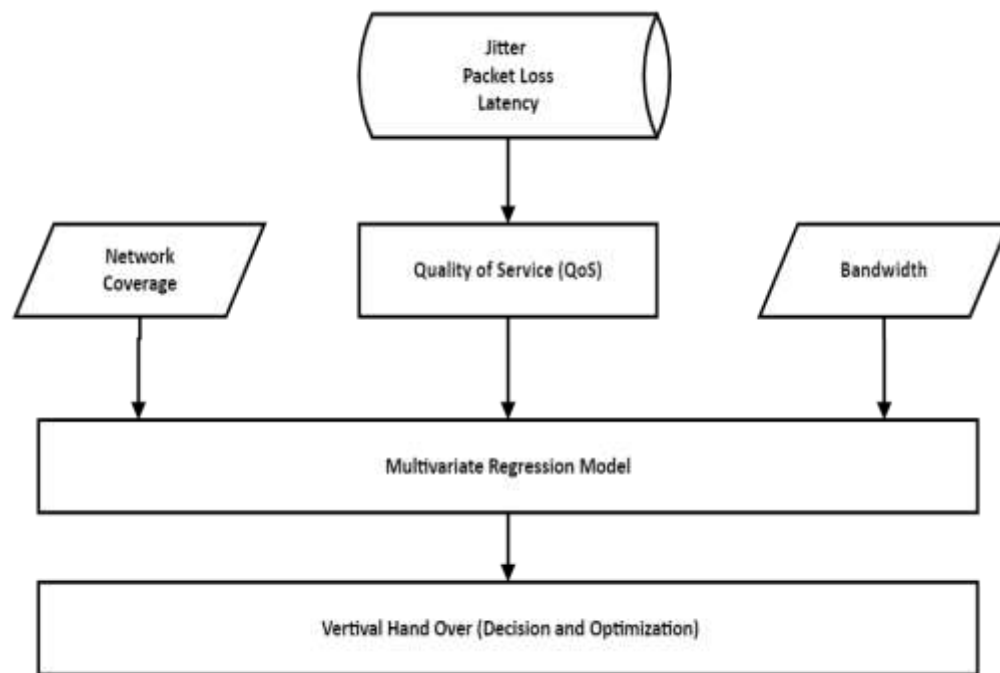 Jitter
Packet Loss
Latency
Network
Coverage
Quality of Service (QoS)
Bandwidth
Multivariate Regression Model
Vertival Hand Over (Decision and Optimization)